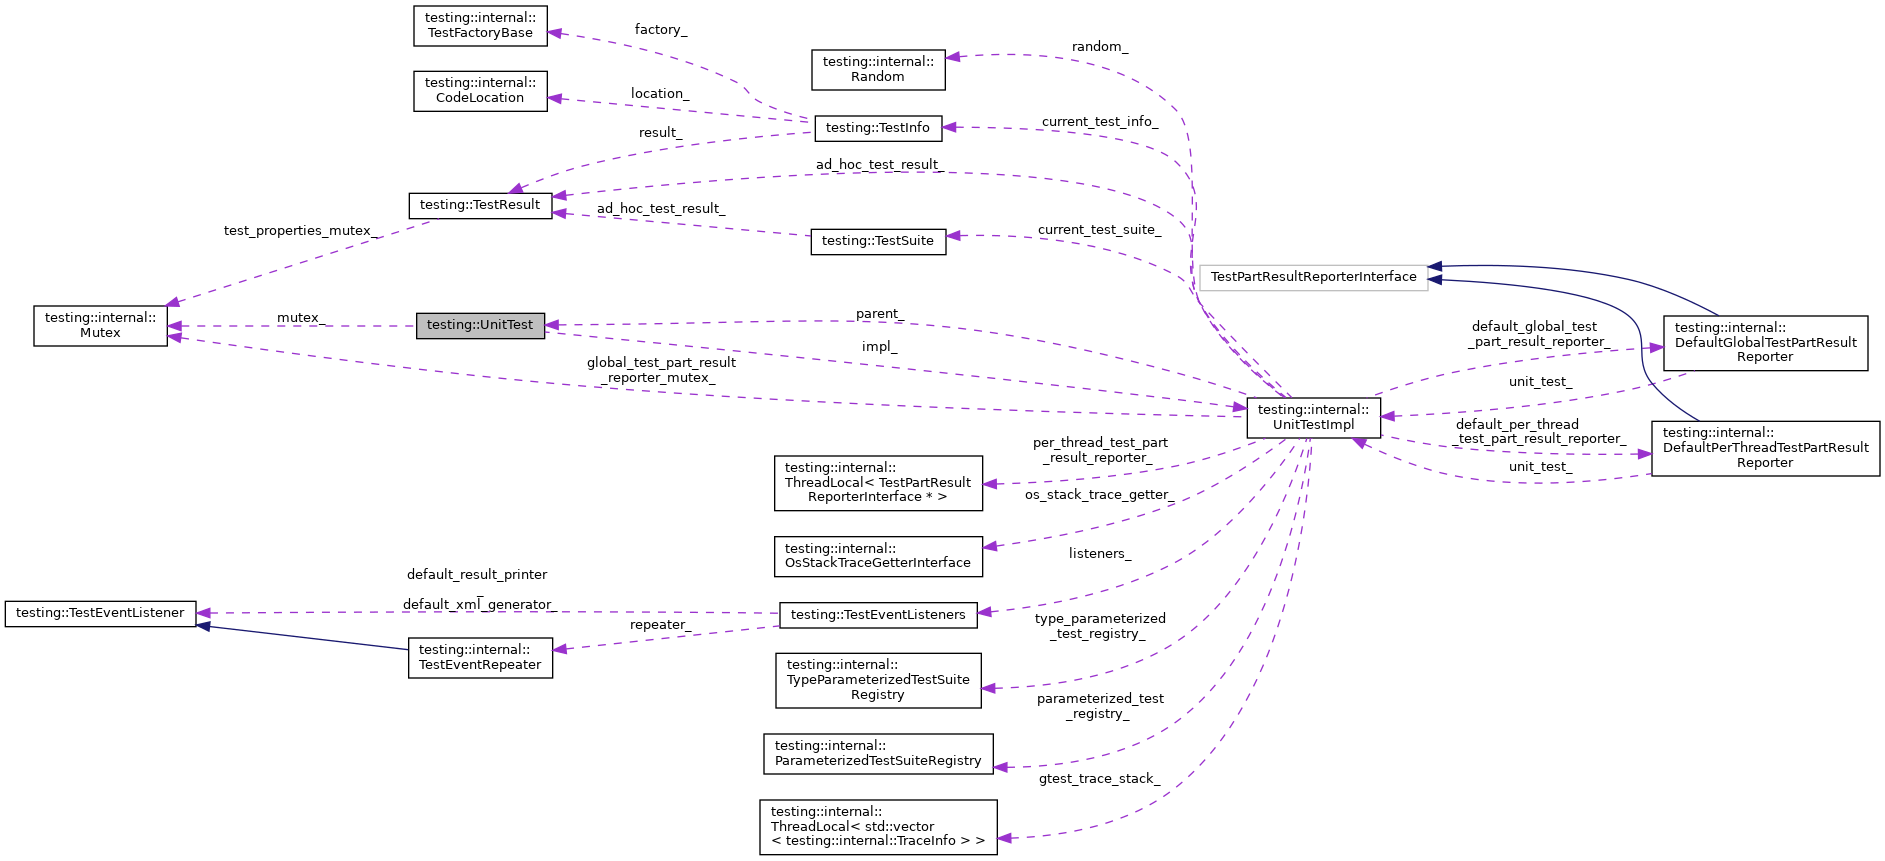 testing::internal::
TestFactoryBase
factory_
testing::internal::
Random
random_
testing::internal::
CodeLocation
location_
testing::TestInfo
current_test_info_
result_
ad_hoc_test_result_
testing::TestResult
ad_hoc_test_result_
test_properties_mutex_
testing::TestSuite
current_test_suite_
TestPartResultReporterInterface
testing::internal::
Mutex
mutex_
testing::UnitTest
parent_
impl_
global_test_part_result
_reporter_mutex_
default_global_test
_part_result_reporter_
testing::internal::
DefaultGlobalTestPartResult
Reporter
unit_test_
testing::internal::
UnitTestImpl
default_per_thread
_test_part_result_reporter_
testing::internal::
DefaultPerThreadTestPartResult
Reporter
unit_test_
per_thread_test_part
_result_reporter_
testing::internal::
ThreadLocal< TestPartResult
ReporterInterface * >
os_stack_trace_getter_
testing::internal::
OsStackTraceGetterInterface
listeners_
default_result_printer
_
default_xml_generator_
testing::TestEventListener
testing::TestEventListeners
repeater_
testing::internal::
TestEventRepeater
type_parameterized
_test_registry_
testing::internal::
TypeParameterizedTestSuite
Registry
parameterized_test
_registry_
testing::internal::
ParameterizedTestSuiteRegistry
gtest_trace_stack_
testing::internal::
ThreadLocal< std::vector
< testing::internal::TraceInfo > >